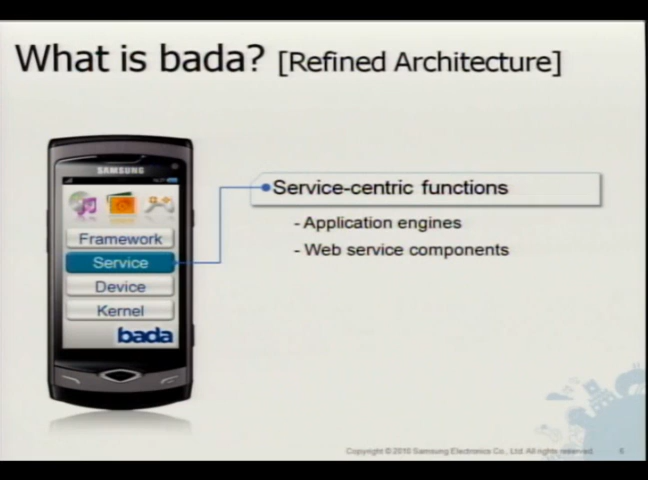 What is bada? [Refined Architecture]
SAMSUNG
Framework
Service
Device
Kernel
bada
Service-centric functions
- Application engines
- Web service components
Copyright © 2010 Samsung Electronics Co., Ltd. All rights reserved. 6